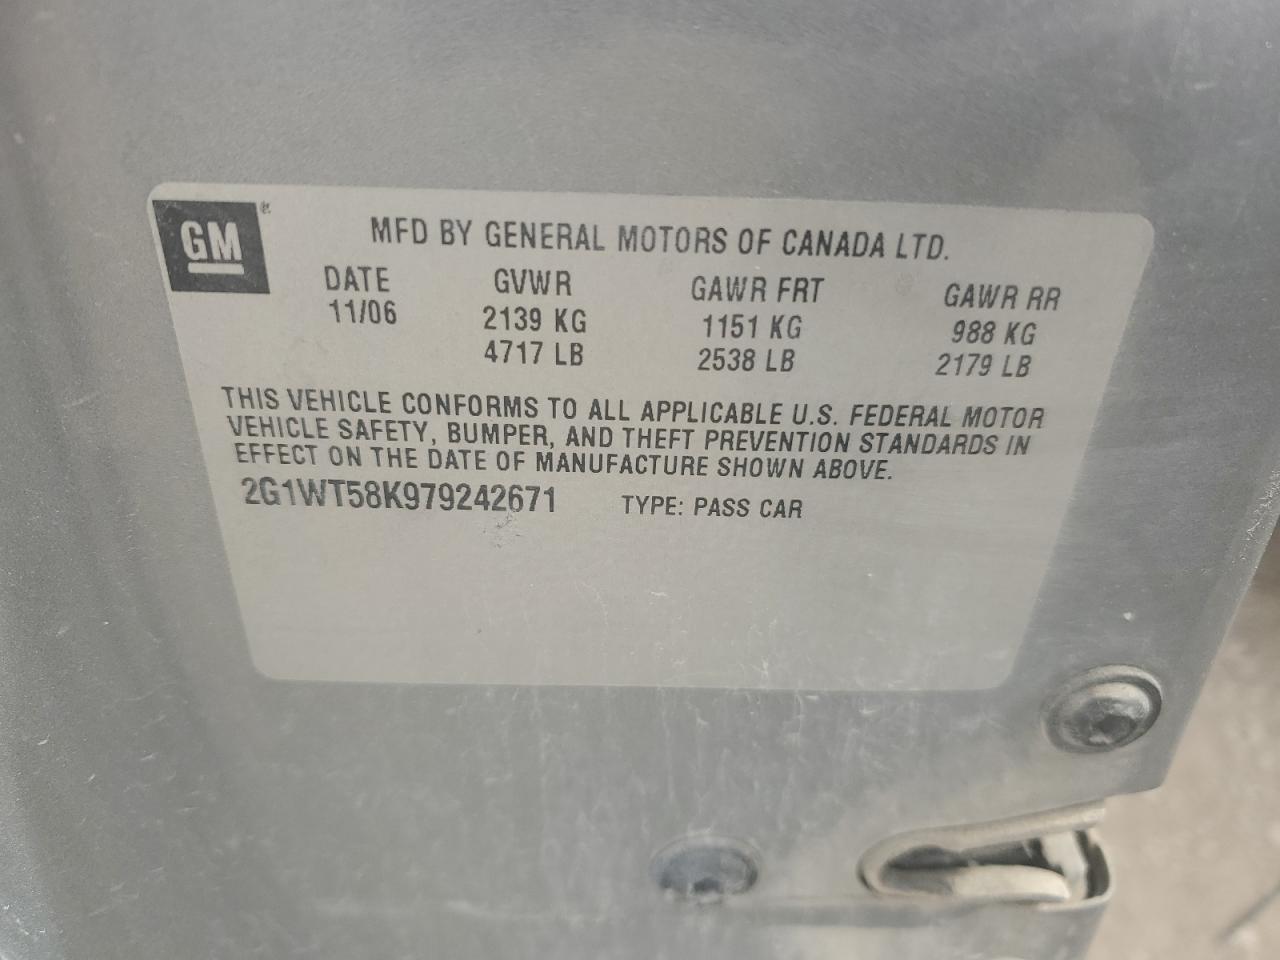 GM®
MFD BY GENERAL MOTORS OF CANADA LTD.
DATE GVWR GAWR FRT GAWR RR
11/06 2139 KG 1151 KG 988 KG
4717 LB 2538 LB 2179 LB
THIS VEHICLE CONFORMS TO ALL APPLICABLE U.S. FEDERAL MOTOR
VEHICLE SAFETY, BUMPER, AND THEFT PREVENTION STANDARDS IN
EFFECT ON THE DATE OF MANUFACTURE SHOWN ABOVE.
2G1WT58K979242671 TYPE: PASS CAR